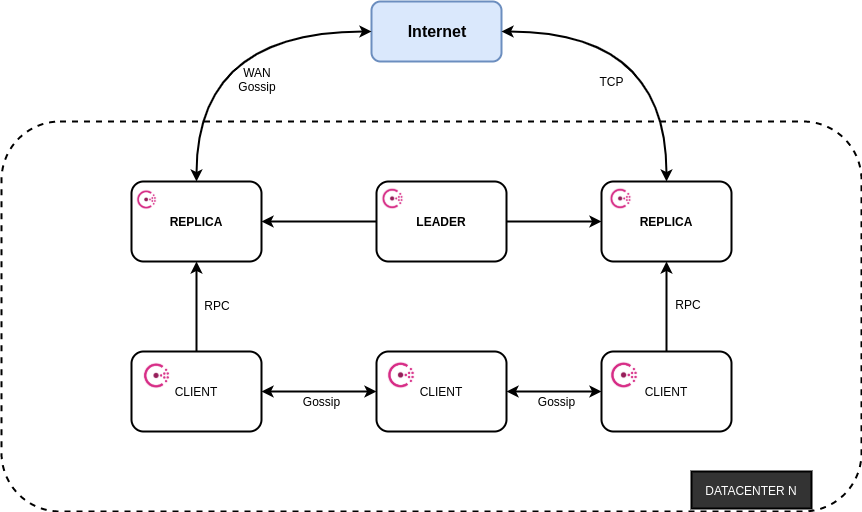 Internet
WAN
Gossip
TCP
REPLICA
LEADER
REPLICA
RPC
RPC
CLIENT
CLIENT
CLIENT
Gossip
Gossip
DATACENTER N